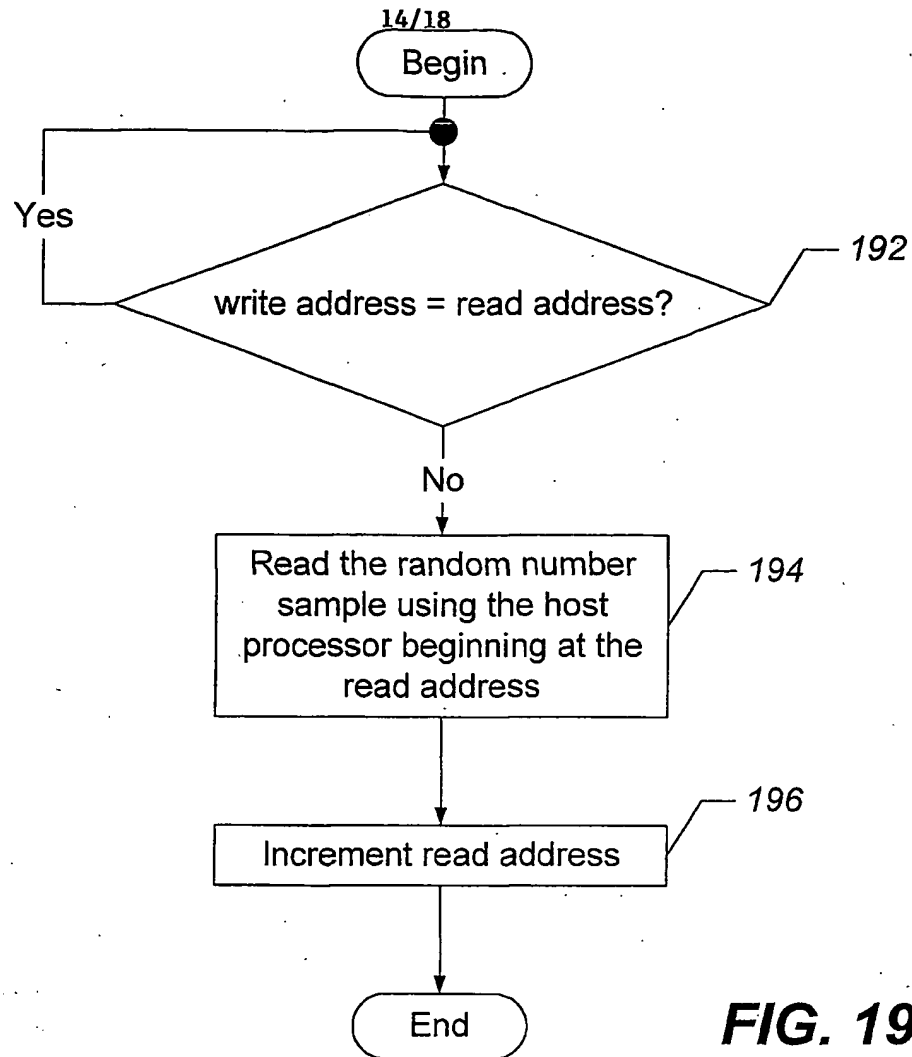 14/18
Begin
Yes
write address = read address?
192
No
Read the random number
sample using the host
processor beginning at the
read address
194
Increment read address
196
End
FIG. 19